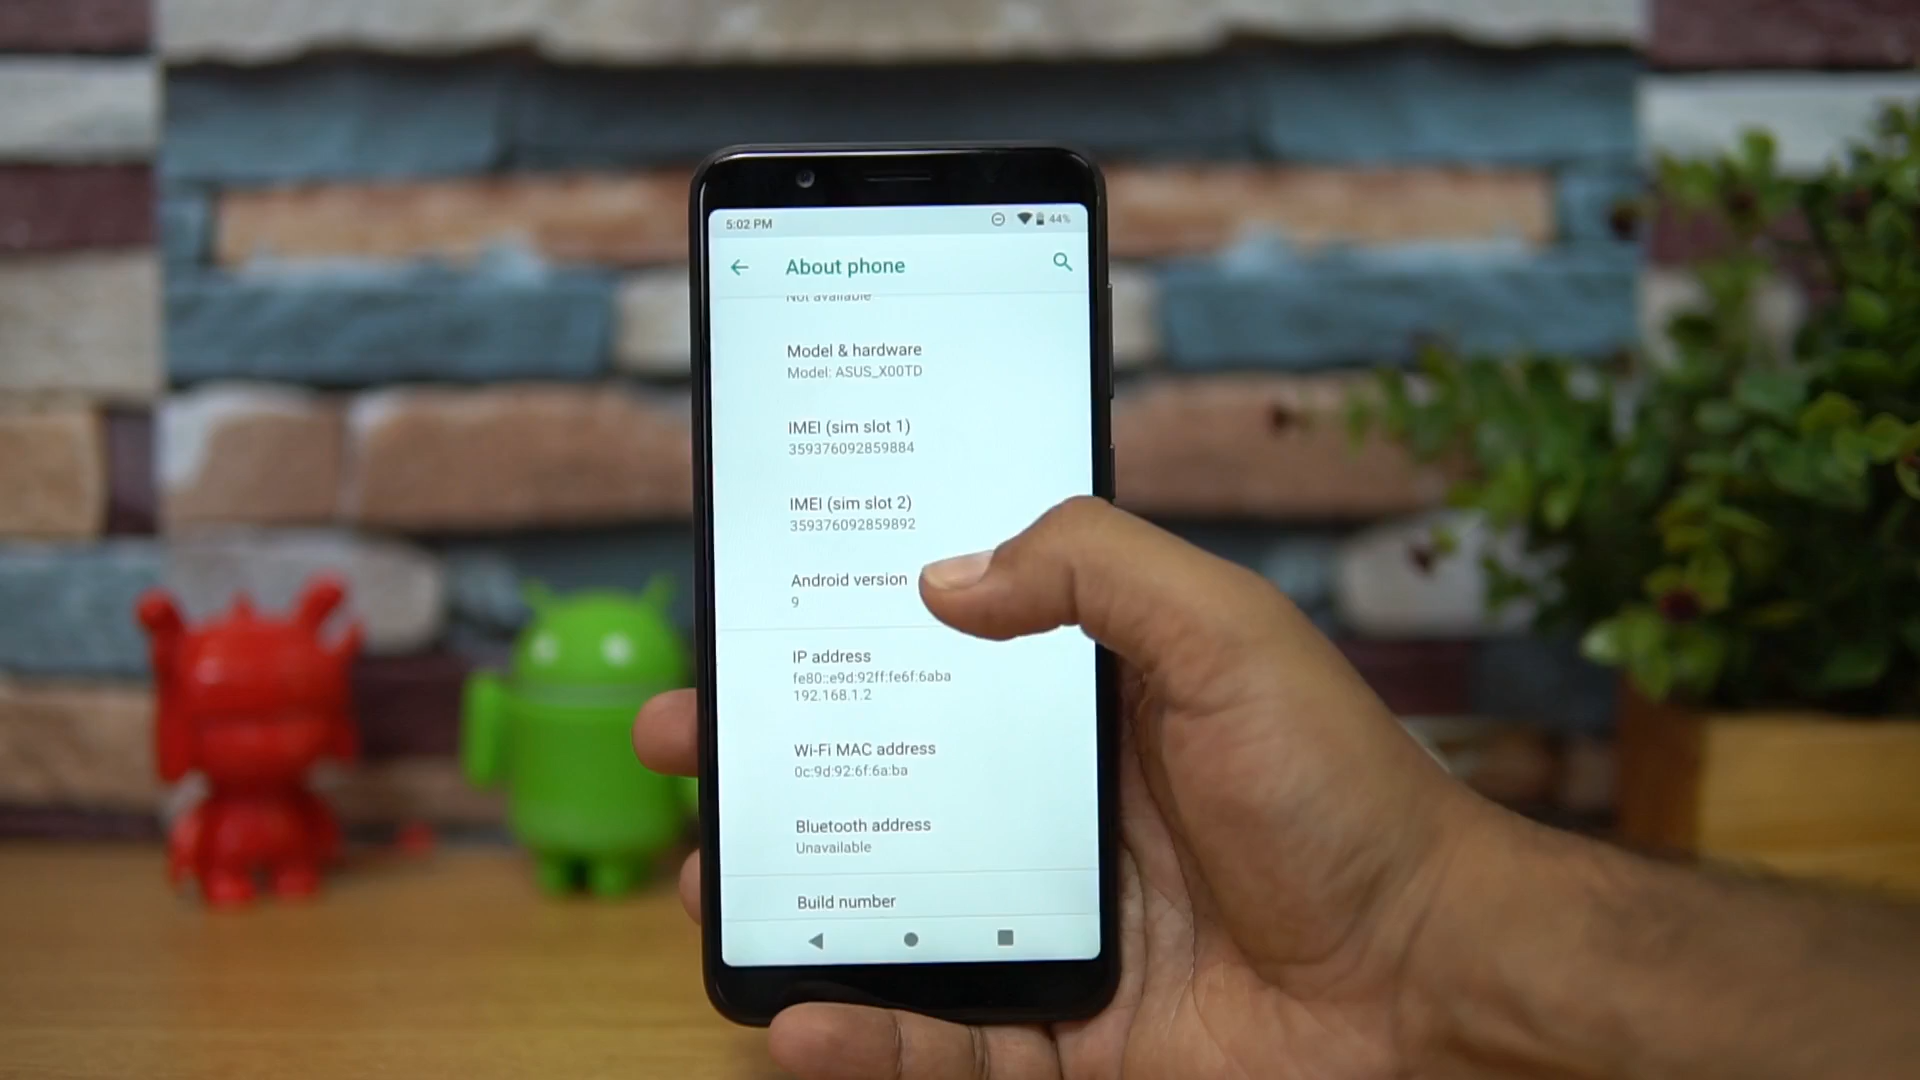 5:02 PM 44%
About phone
Not available
Model & hardware
Model: ASUS_X00TD
IMEI (sim slot 1)
359376092859884
IMEI (sim slot 2)
359376092859892
Android version
9
IP address
fe80::e9d:92ff:fe6f:6aba
192.168.1.2
Wi-Fi MAC address
0c:9d:92:6f:6a:ba
Bluetooth address
Unavailable
Build number